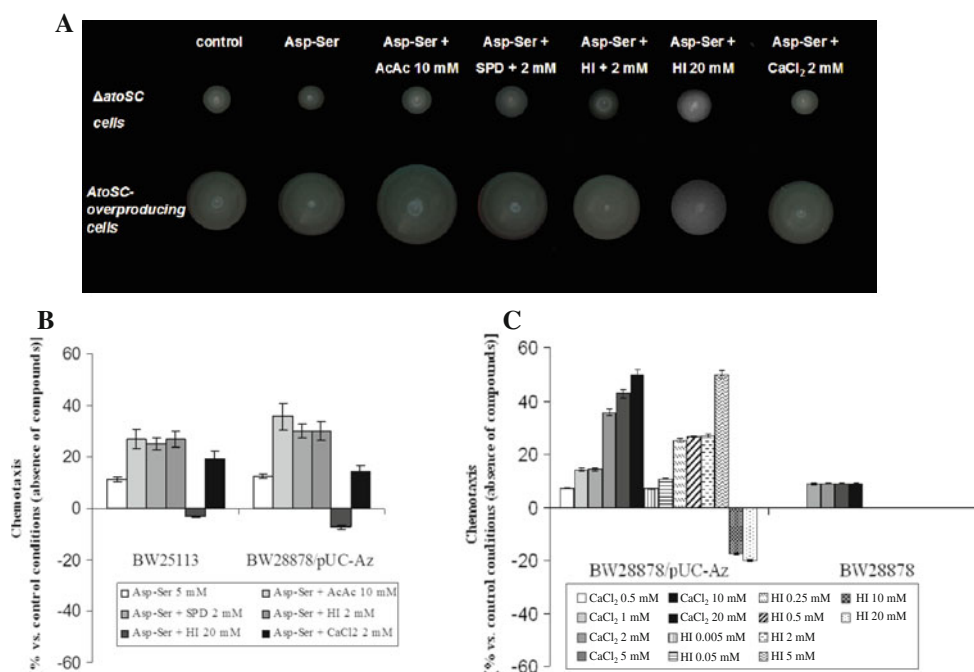 A
control Asp-Ser Asp-Ser + Asp-Ser + Asp-Ser + Asp-Ser + Asp-Ser +
AcAc 10 mM SPD + 2 mM HI + 2 mM HI 20 mM CaCl2 2 mM
ΔatoSC
cells
AtoSC-
overproducing
cells
B
Chemotaxis
[% vs. control conditions (absence of compounds)]
60
40
20
0
-20
-40
-60
BW25113 BW28878/pUC-Az
Asp-Ser 5 mM Asp-Ser + AcAc 10 mM
Asp-Ser + SPD 2 mM Asp-Ser + HI 2 mM
Asp-Ser + HI 20 mM Asp-Ser + CaCl2 2 mM
C
Chemotaxis
[% vs. control conditions (absence of compounds)]
60
40
20
0
-20
-40
-60
BW28878/pUC-Az BW28878
CaCl2 0.5 mM CaCl2 10 mM HI 0.25 mM HI 10 mM
CaCl2 1 mM CaCl2 20 mM HI 0.5 mM HI 20 mM
CaCl2 2 mM HI 0.005 mM HI 2 mM
CaCl2 5 mM HI 0.05 mM HI 5 mM